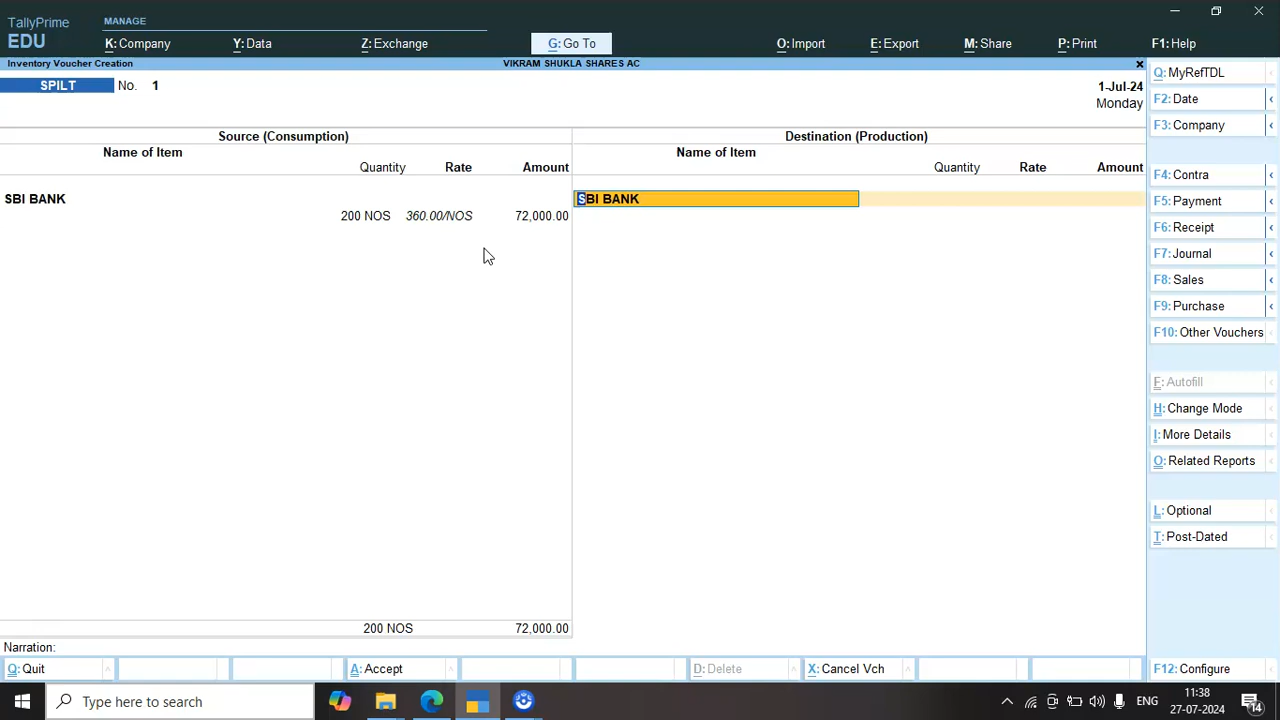 TallyPrime
EDU
MANAGE
K: Company
Y: Data
Z: Exchange
G: Go To
O: Import
E: Export
M: Share
P: Print
F1: Help
Inventory Voucher Creation
VIKRAM SHUKLA SHARES AC
SPILT No. 1
1-Jul-24
Monday
Source (Consumption)
Destination (Production)
Name of Item
Name of Item
Quantity Rate Amount
Quantity Rate Amount
SBI BANK
SBI BANK
200 NOS 360.00/NOS 72,000.00
200 NOS 72,000.00
Narration:
Q: MyRefTDL
F2: Date
F3: Company
F4: Contra
F5: Payment
F6: Receipt
F7: Journal
F8: Sales
F9: Purchase
F10: Other Vouchers
F: Autofill
H: Change Mode
I: More Details
O: Related Reports
L: Optional
T: Post-Dated
Q: Quit
A: Accept
D: Delete
X: Cancel Vch
F12: Configure
Type here to search
ENG
11:38
27-07-2024
14